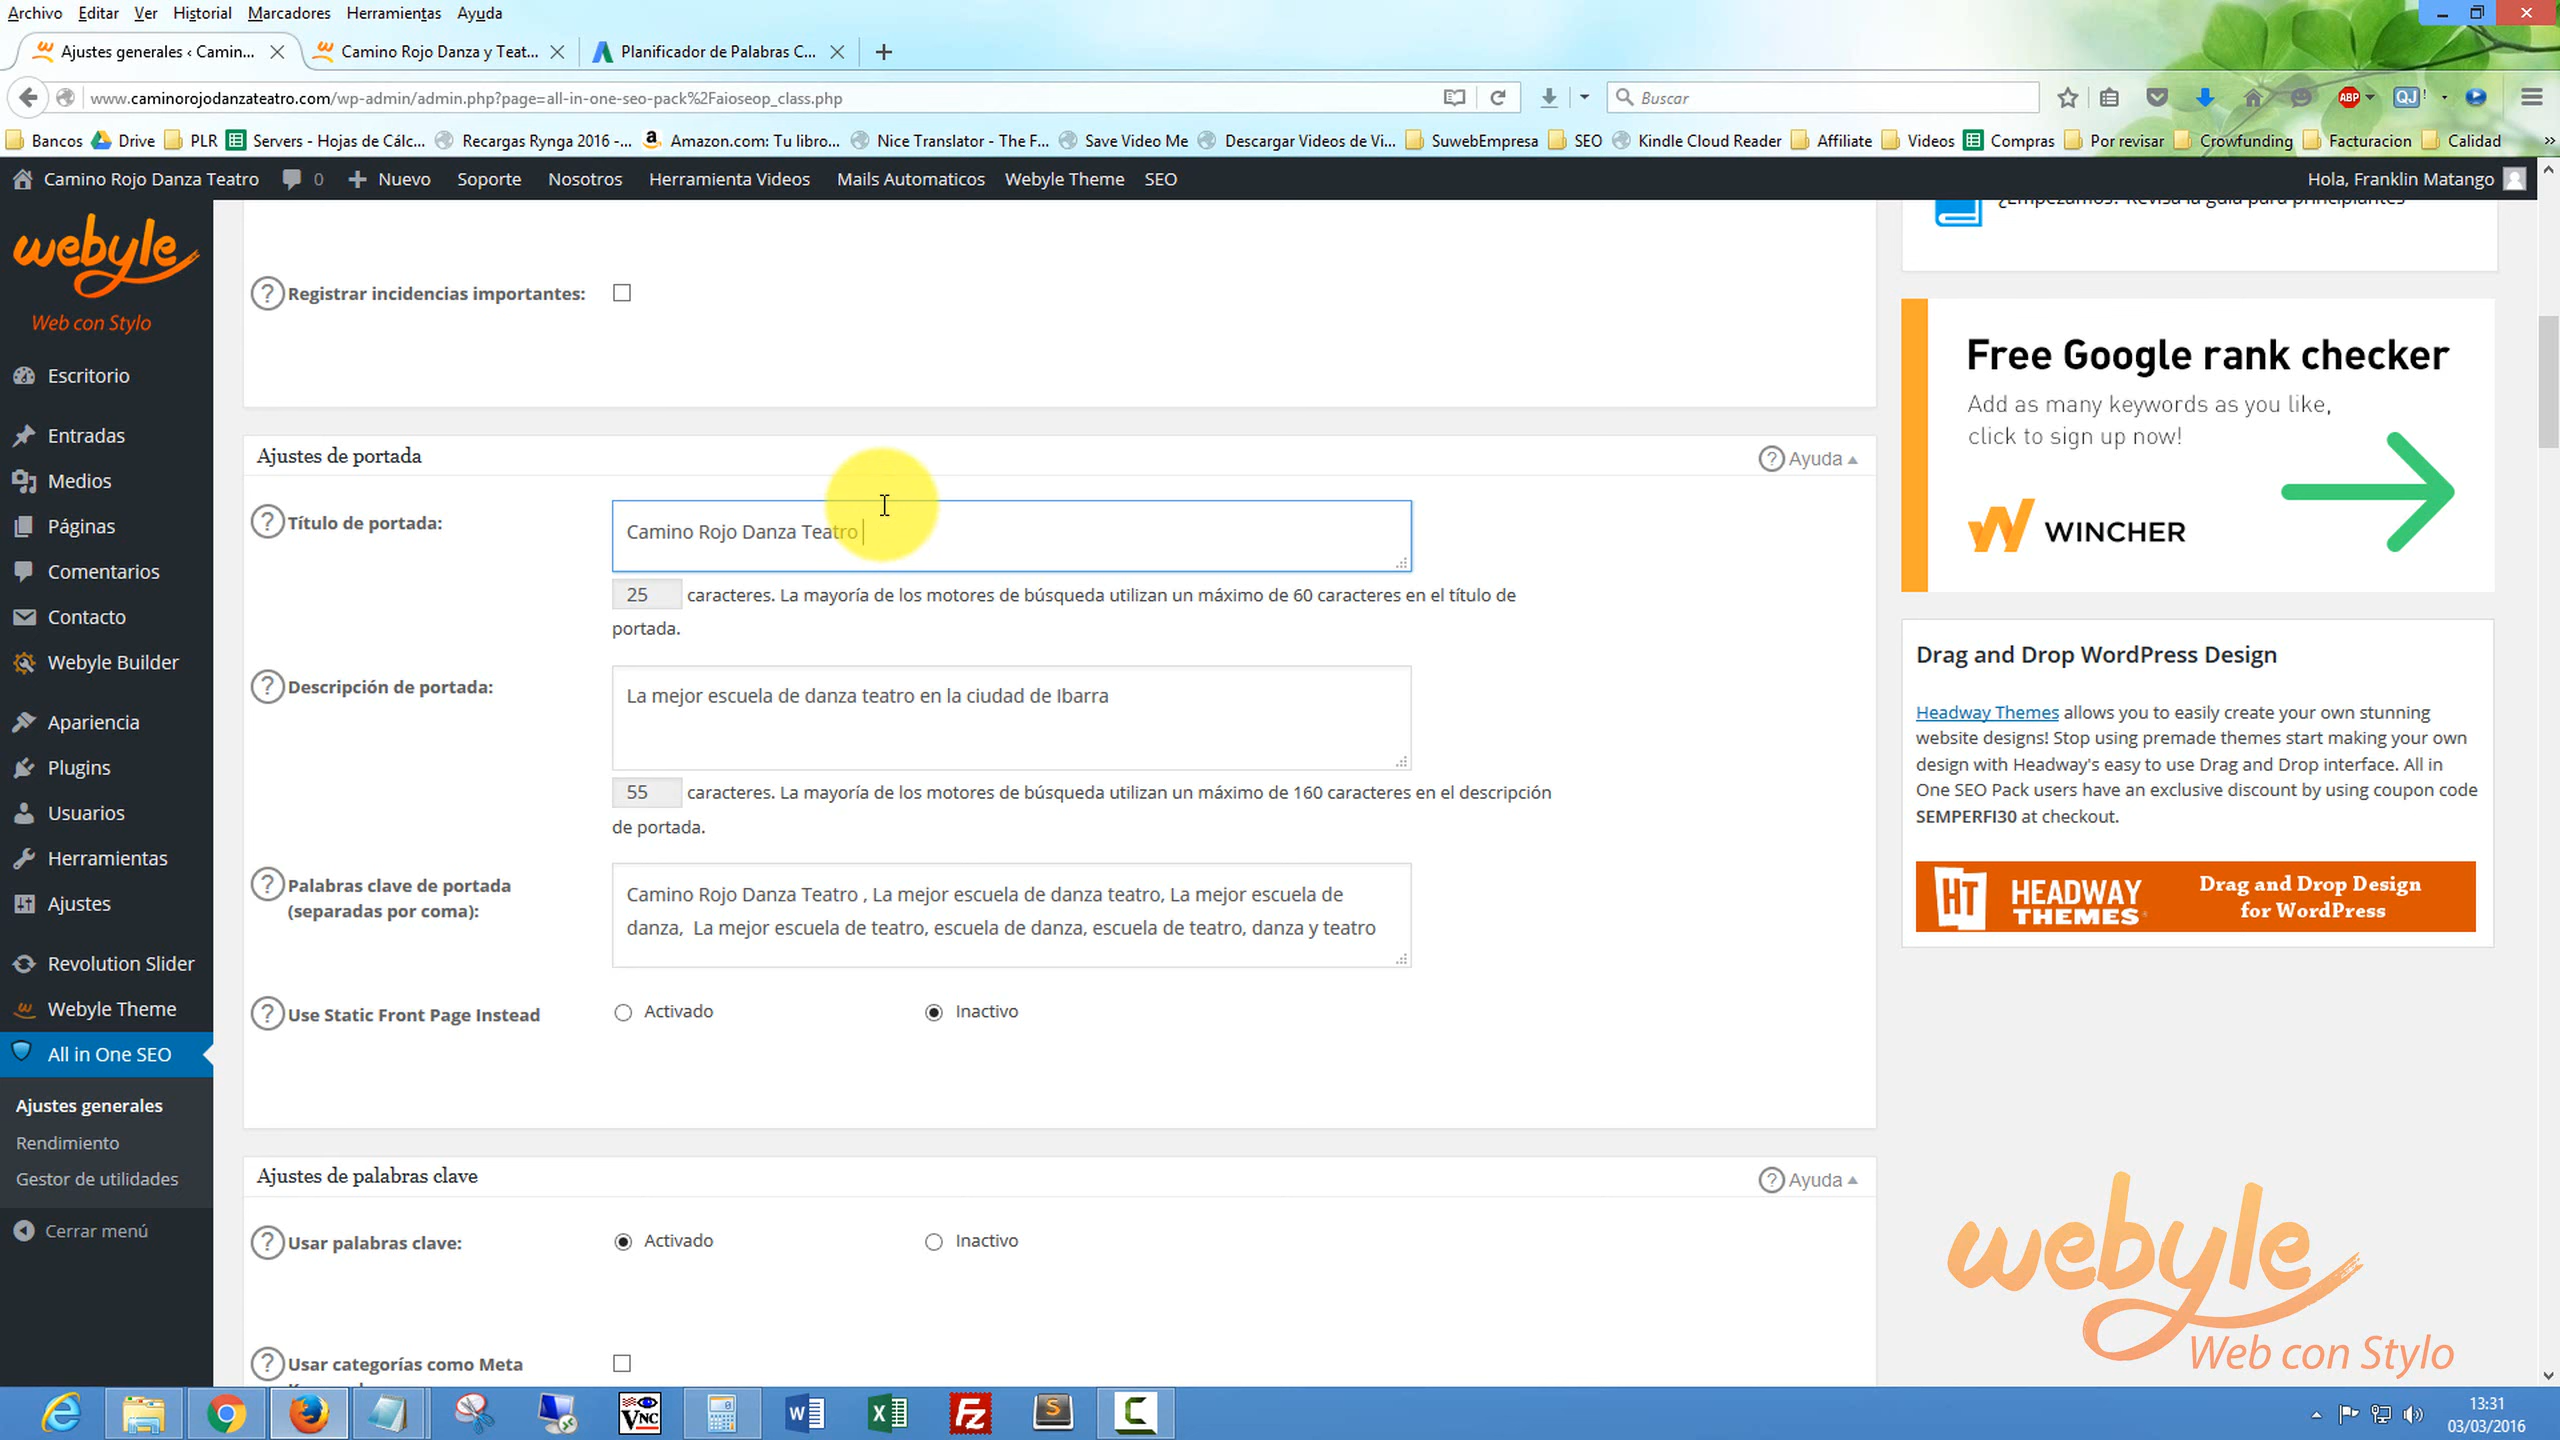 Archivo Editar Ver Historial Marcadores Herramientas Ayuda
Ajustes generales ‹ Camin...
Camino Rojo Danza y Teat...
Planificador de Palabras C...
www.caminorojodanzateatro.com/wp-admin/admin.php?page=all-in-one-seo-pack%2Faioseop_class.php
Buscar
ABP
QJ!
Bancos Drive PLR Servers - Hojas de Cálc... Recargas Rynga 2016 -... Amazon.com: Tu libro... Nice Translator - The F... Save Video Me Descargar Videos de Vi... SuwebEmpresa SEO Kindle Cloud Reader Affiliate Videos Compras Por revisar Crowfunding Facturacion Calidad
Camino Rojo Danza Teatro 0 Nuevo Soporte Nosotros Herramienta Videos Mails Automaticos Webyle Theme SEO
Hola, Franklin Matango
webyle
Web con Stylo
Escritorio
Entradas
Medios
Páginas
Comentarios
Contacto
Webyle Builder
Apariencia
Plugins
Usuarios
Herramientas
Ajustes
Revolution Slider
Webyle Theme
All in One SEO
Ajustes generales
Rendimiento
Gestor de utilidades
Cerrar menú
Registrar incidencias importantes:
Ajustes de portada
Ayuda
Título de portada:
Camino Rojo Danza Teatro
25 caracteres. La mayoría de los motores de búsqueda utilizan un máximo de 60 caracteres en el título de
portada.
Descripción de portada:
La mejor escuela de danza teatro en la ciudad de Ibarra
55 caracteres. La mayoría de los motores de búsqueda utilizan un máximo de 160 caracteres en el descripción
de portada.
Palabras clave de portada
(separadas por coma):
Camino Rojo Danza Teatro , La mejor escuela de danza teatro, La mejor escuela de
danza, La mejor escuela de teatro, escuela de danza, escuela de teatro, danza y teatro
Use Static Front Page Instead
Activado
Inactivo
Ajustes de palabras clave
Ayuda
Usar palabras clave:
Activado
Inactivo
Usar categorías como Meta
¿Empezamos? Revisa la guía para principiantes
Free Google rank checker
Add as many keywords as you like,
click to sign up now!
WINCHER
Drag and Drop WordPress Design
Headway Themes allows you to easily create your own stunning
website designs! Stop using premade themes start making your own
design with Headway's easy to use Drag and Drop interface. All in
One SEO Pack users have an exclusive discount by using coupon code
SEMPERFI30 at checkout.
HT HEADWAY
THEMES
Drag and Drop Design
for WordPress
webyle
Web con Stylo
13:31
03/03/2016